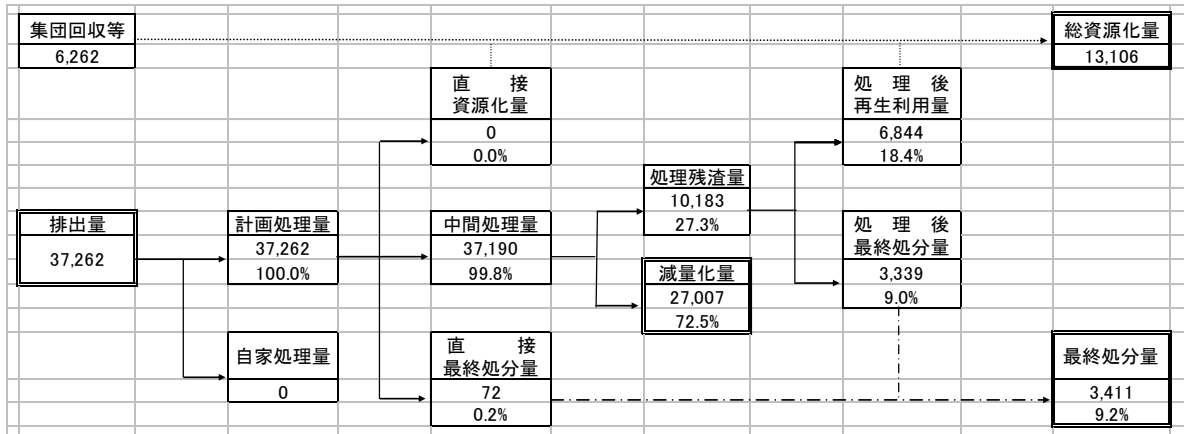 集団回収等
6,262
総資源化量
13,106
直　　接
資源化量
0
0.0%
処　理　後
再生利用量
6,844
18.4%
処理残渣量
10,183
27.3%
排出量
37,262
計画処理量
37,262
100.0%
中間処理量
37,190
99.8%
処　理　後
最終処分量
3,339
9.0%
減量化量
27,007
72.5%
自家処理量
0
直　　接
最終処分量
72
0.2%
最終処分量
3,411
9.2%